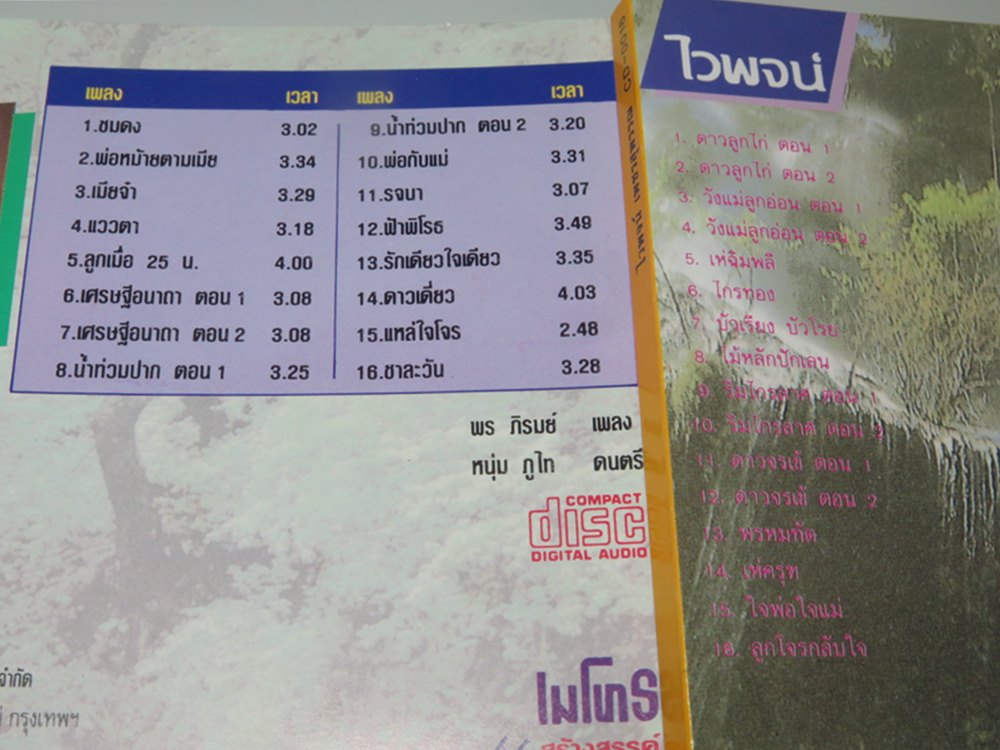 เพลง เวลา เพลง เวลา
1.ชมดง 3.02
2.พ่อหม้ายตามเมีย 3.34
3.เมียจ๋า 3.29
4.แววตา 3.18
5.ลูกเมื่อ 25 น. 4.00
6.เศรษฐีอนาถา ตอน 1 3.08
7.เศรษฐีอนาถา ตอน 2 3.08
8.น้ำท่วมปาก ตอน 1 3.25
9.น้ำท่วมปาก ตอน 2 3.20
10.พ่อกับแม่ 3.31
11.รจนา 3.07
12.ฟ้าพิโรธ 3.49
13.รักเดียวใจเดียว 3.35
14.ดาวเดี่ยว 4.03
15.แหล่ใจโจร 2.48
16.ชาละวัน 3.28
พร ภิรมย์ เพลง
หนุ่ม ภูไท ดนตรี
COMPACT
disc
DIGITAL AUDIO
จำกัด
กรุงเทพฯ
เมโทร
สร้างสรรค์
CD-0016
ไวพจน์
1. ดาวลูกไก่ ตอน 1
2. ดาวลูกไก่ ตอน 2
3. วังแม่ลูกอ่อน ตอน 1
4. วังแม่ลูกอ่อน ตอน 2
5. เห่ฉิมพลี
6. ไกรทอง
7. บัวเรียง บัวโรย
8. ไม้หลักปักเลน
9. ริมไกรลาศ ตอน 1
10. ริมไกรลาศ ตอน 2
11. ดาวจรเข้ ตอน 1
12. ดาวจรเข้ ตอน 2
13. พรหมทัต
14. เห่ครุฑ
15. ใจพ่อใจแม่
16. ลูกโจรกลับใจ